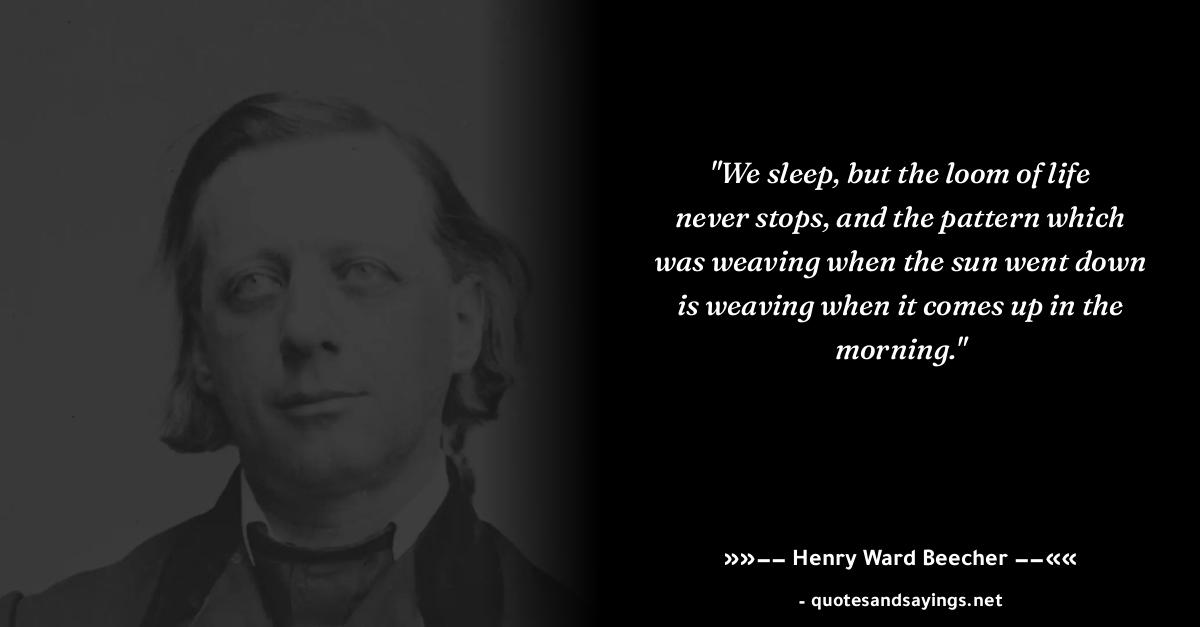 "We sleep, but the loom of life
never stops, and the pattern which
was weaving when the sun went down
is weaving when it comes up in the
morning."
»»−− Henry Ward Beecher −−««
- quotesandsayings.net